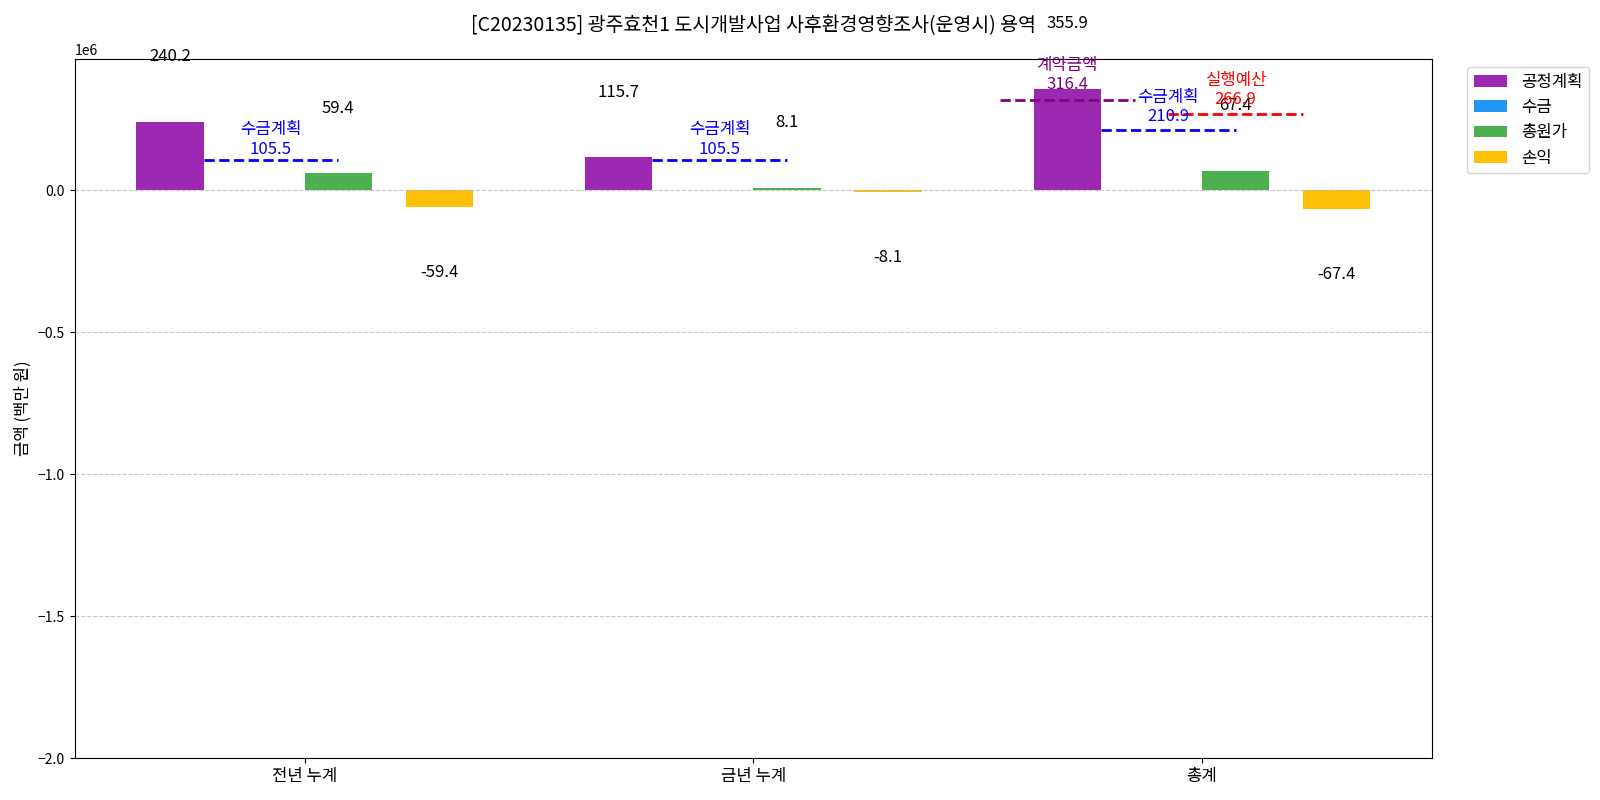 [C20230135] 광주효천1 도시개발사업 사후환경영향조사(운영시) 용역
355.9
1e6
240.2
59.4
수금계획
105.5
115.7
8.1
수금계획
105.5
계약금액
316.4
수금계획
210.9
실행예산
266.9
67.4
-59.4
-8.1
-67.4
0.0
−0.5
−1.0
−1.5
−2.0
금액 (백만 원)
전년 누계
금년 누계
총계
공정계획
수금
총원가
손익